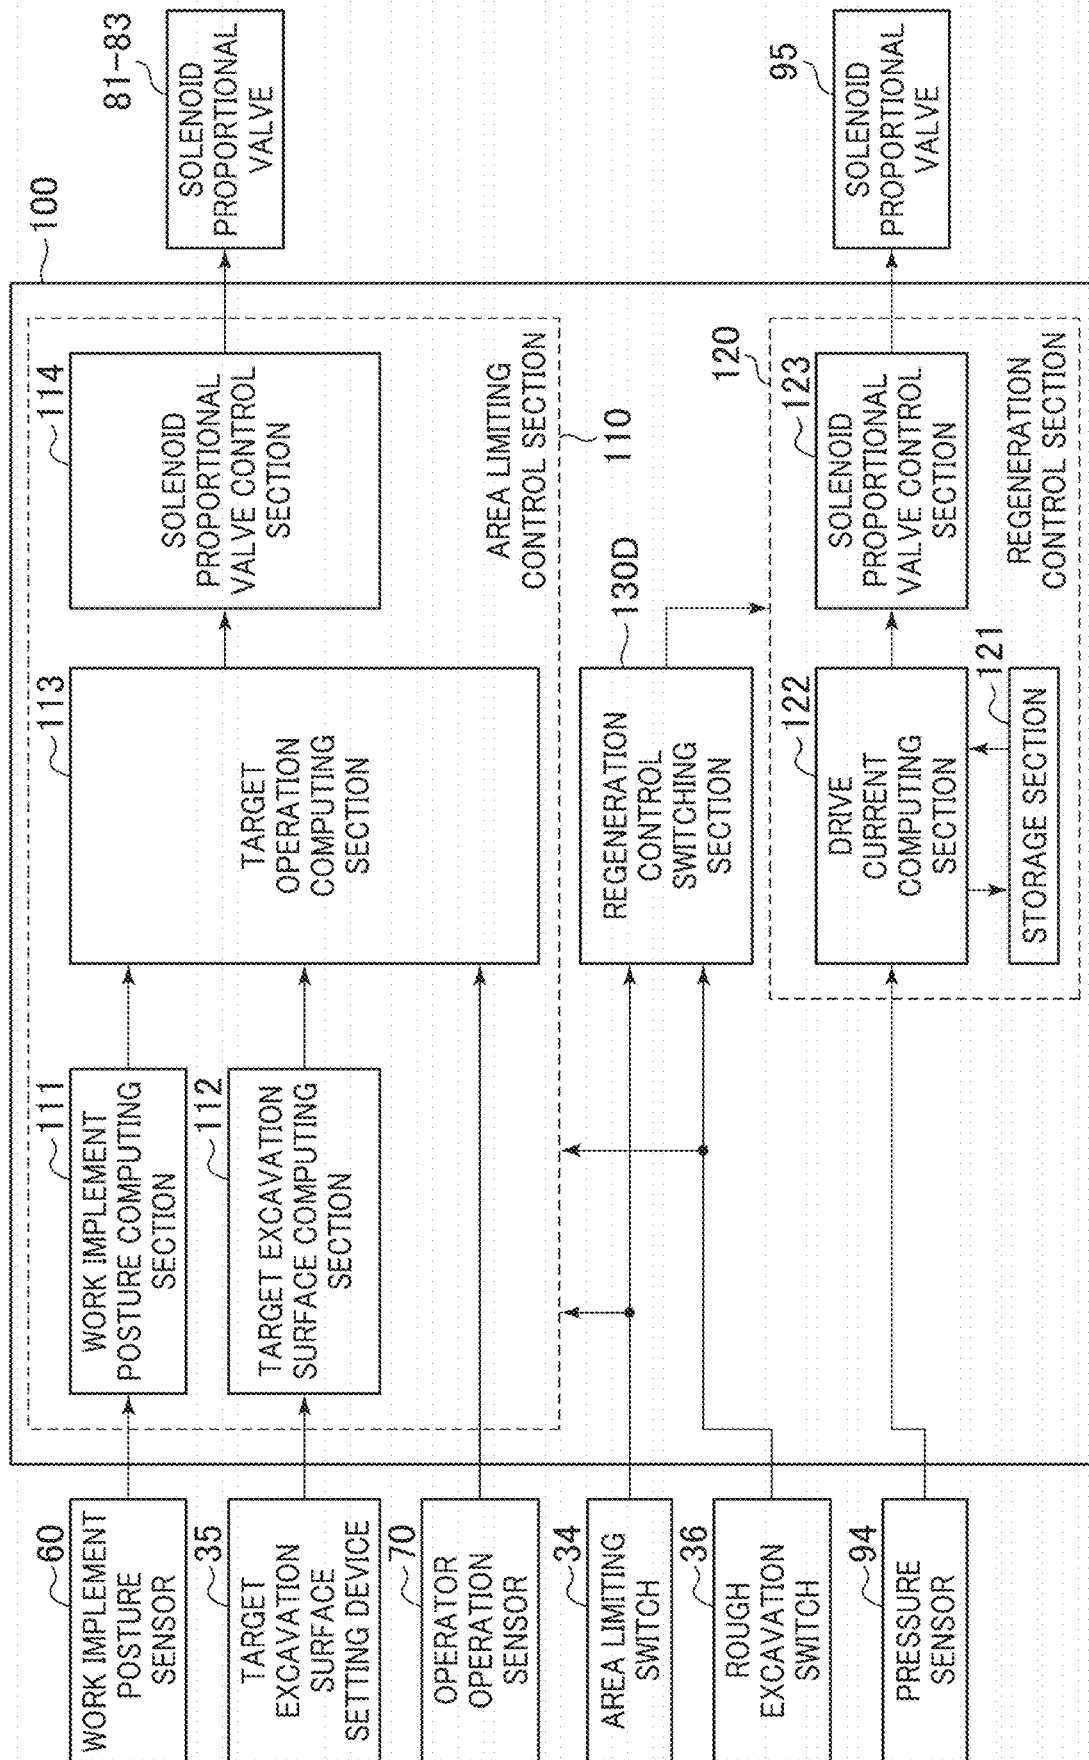 60
WORK IMPLEMENT
POSTURE
SENSOR
35
TARGET
EXCAVATION
SURFACE
SETTING DEVICE
70
OPERATOR
OPERATION
SENSOR
34
AREA LIMITING
SWITCH
36
ROUGH
EXCAVATION
SWITCH
94
PRESSURE
SENSOR
100
111
WORK IMPLEMENT
POSTURE COMPUTING
SECTION
112
TARGET EXCAVATION
SURFACE COMPUTING
SECTION
113
TARGET
OPERATION
COMPUTING
SECTION
114
SOLENOID
PROPORTIONAL
VALVE CONTROL
SECTION
AREA LIMITING
CONTROL SECTION
110
130D
REGENERATION
CONTROL
SWITCHING
SECTION
120
122
DRIVE
CURRENT
COMPUTING
SECTION
121
STORAGE SECTION
123
SOLENOID
PROPORTIONAL
VALVE CONTROL
SECTION
REGENERATION
CONTROL SECTION
81-83
SOLENOID
PROPORTIONAL
VALVE
95
SOLENOID
PROPORTIONAL
VALVE